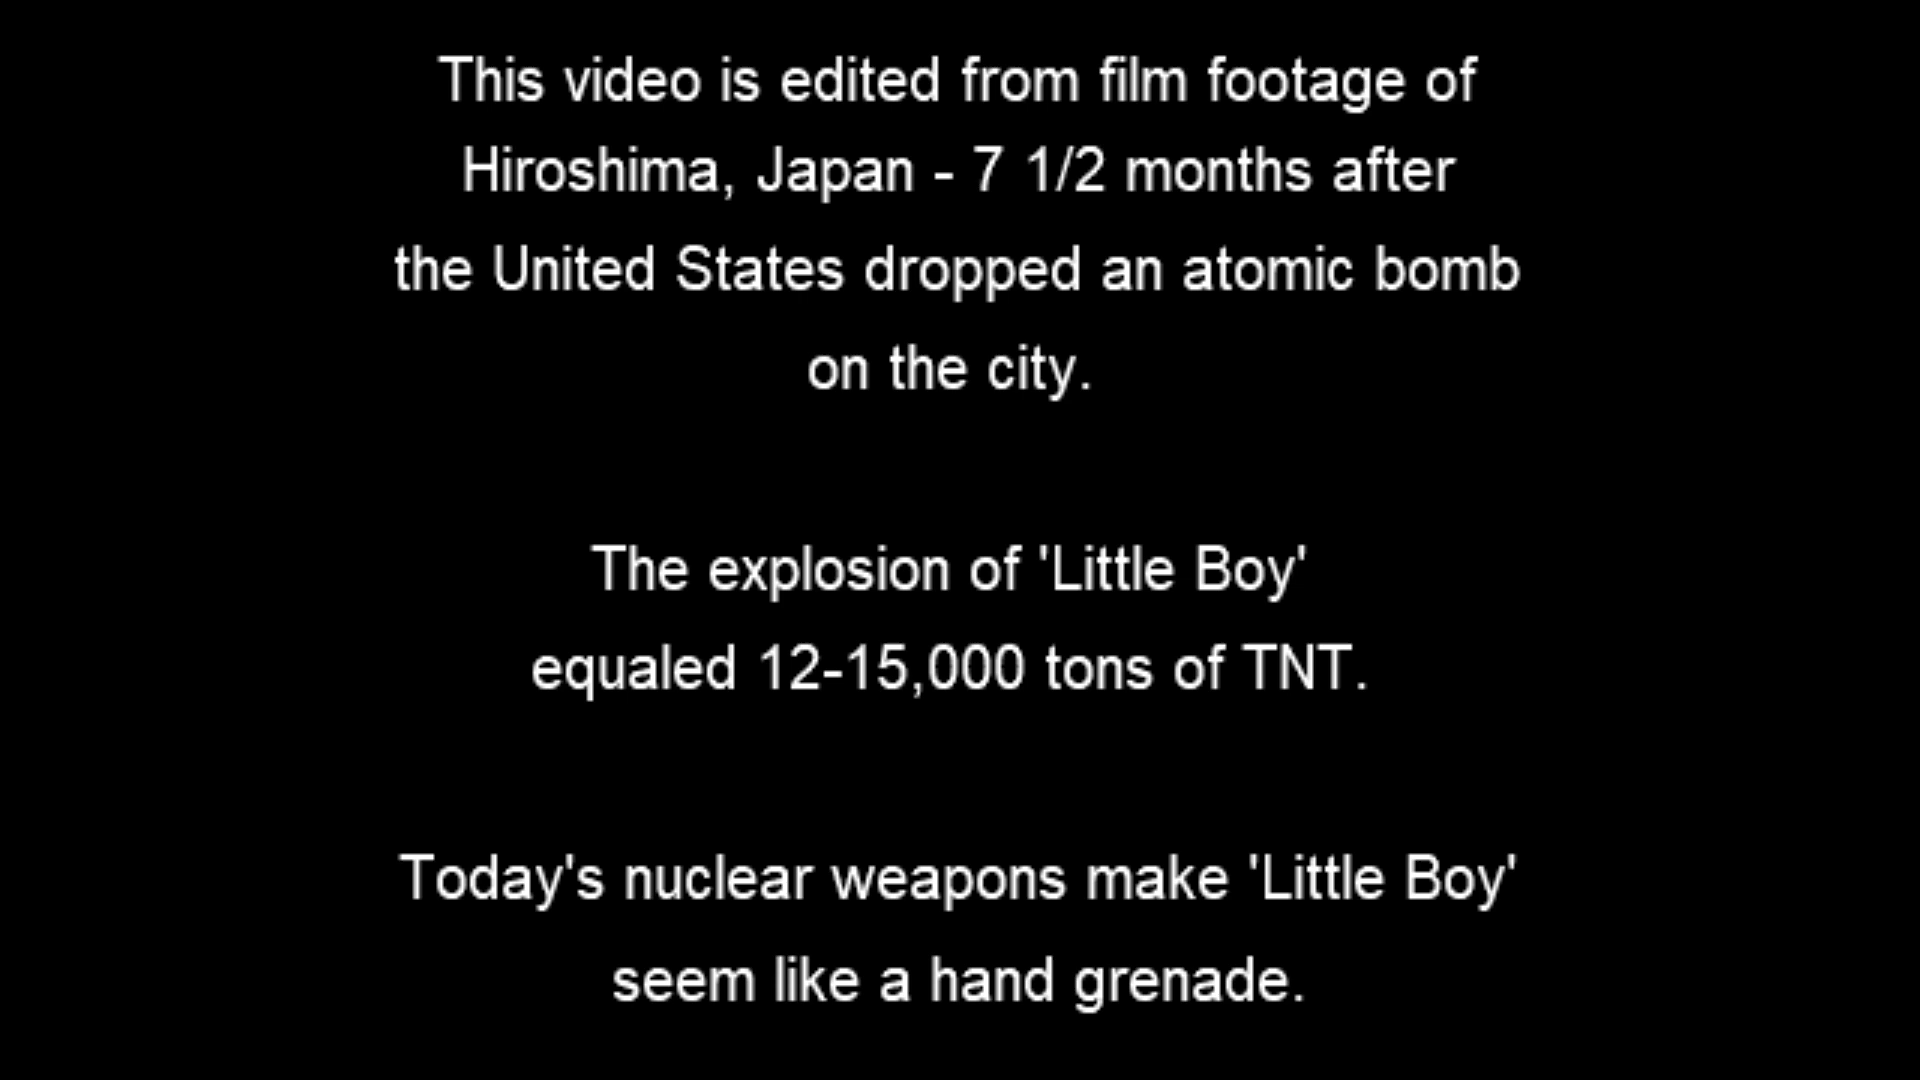 This video is edited from film footage of
Hiroshima, Japan - 7 1/2 months after
the United States dropped an atomic bomb
on the city.
The explosion of 'Little Boy'
equaled 12-15,000 tons of TNT.
Today's nuclear weapons make 'Little Boy'
seem like a hand grenade.